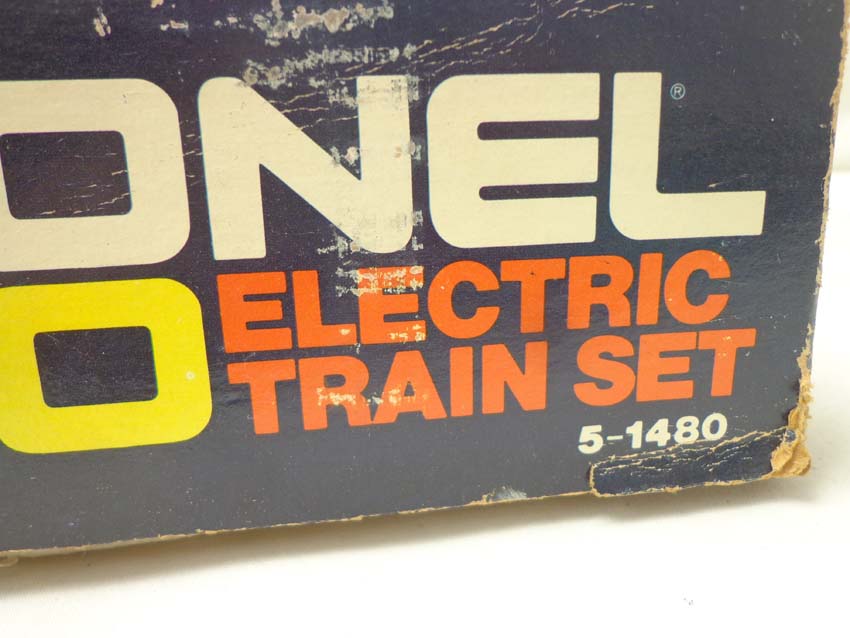 ONEL®
O ELECTRIC
TRAIN SET
5-1480